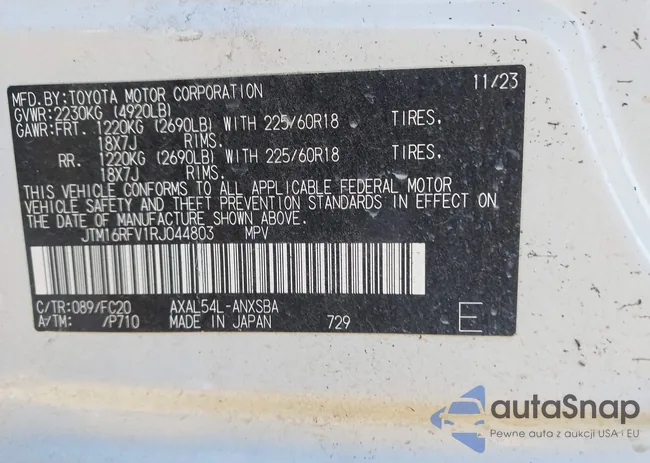 MFD.BY:TOYOTA MOTOR CORPORATION 11/23
GVWR:2230KG (4920LB)
GAWR:FRT. 1220KG (2690LB) WITH 225/60R18 TIRES,
18X7J RIMS.
RR. 1220KG (2690LB) WITH 225/60R18 TIRES,
18X7J RIMS.
THIS VEHICLE CONFORMS TO ALL APPLICABLE FEDERAL MOTOR
VEHICLE SAFETY AND THEFT PREVENTION STANDARDS IN EFFECT ON
THE DATE OF MANUFACTURE SHOWN ABOVE.
JTM16RFV1RJ044803 MPV
C/TR:089/FC20 AXAL54L-ANXSBA
A/TM: /P710 MADE IN JAPAN 729 E
autaSnap
Pewne auta z aukcji USA i EU